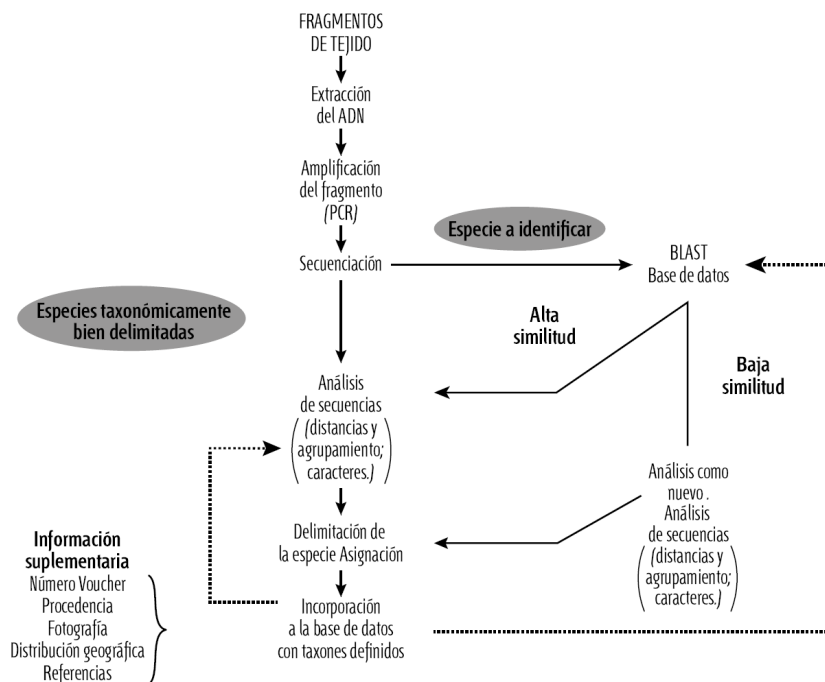 FRAGMENTOS
DE TEJIDO
Extracción
del ADN
Amplificación
del fragmento
(PCR)
Especie a identificar
Secuenciación
BLAST
Base de datos
Especies taxonómicamente
bien delimitadas
Alta
similitud
Baja
similitud
Análisis
de secuencias
(distancias y
agrupamiento;
caracteres.)
Análisis como
nuevo .
Análisis
de secuencias
(distancias y
agrupamiento;
caracteres.)
Delimitación de
la especie Asignación
Información
suplementaria
Número Voucher
Procedencia
Fotografía
Distribución geográfica
Referencias
Incorporación
a la base de datos
con taxones definidos